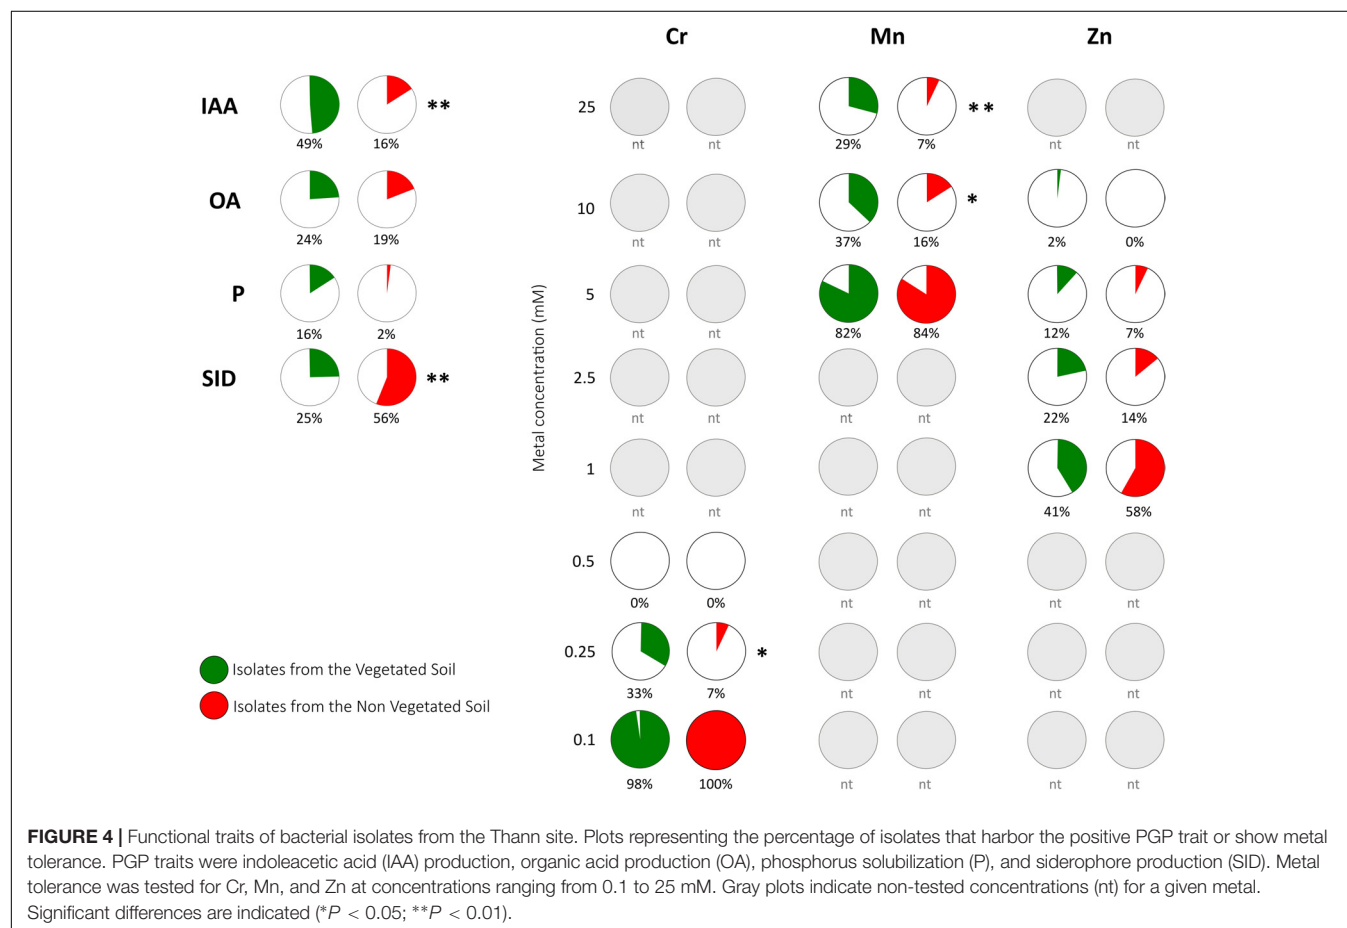 Cr Mn Zn
IAA ** 25 **
49% 16% nt nt 29% 7% nt nt
OA 10 *
24% 19% nt nt 37% 16% 2% 0%
P 5
16% 2% nt nt 82% 84% 12% 7%
SID ** 2.5
25% 56% nt nt nt nt 22% 14%
Metal concentration (mM)
1
nt nt nt nt 41% 58%
0.5
0% 0% nt nt nt nt
Isolates from the Vegetated Soil
0.25 *
33% 7% nt nt nt nt
Isolates from the Non Vegetated Soil
0.1
98% 100% nt nt nt nt
FIGURE 4 | Functional traits of bacterial isolates from the Thann site. Plots representing the percentage of isolates that harbor the positive PGP trait or show metal
tolerance. PGP traits were indoleacetic acid (IAA) production, organic acid production (OA), phosphorus solubilization (P), and siderophore production (SID). Metal
tolerance was tested for Cr, Mn, and Zn at concentrations ranging from 0.1 to 25 mM. Gray plots indicate non-tested concentrations (nt) for a given metal.
Significant differences are indicated (*P < 0.05; **P < 0.01).